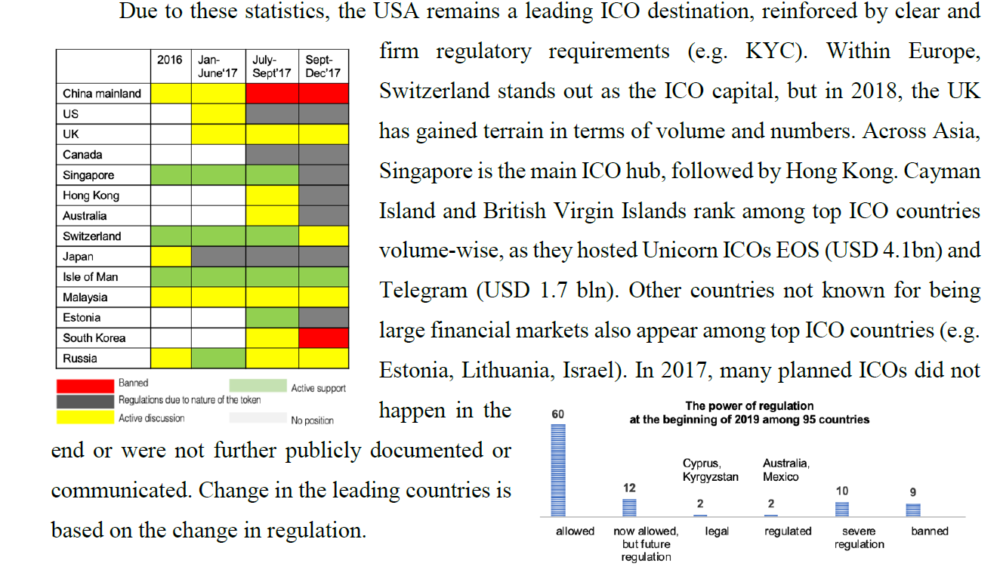 Due to these statistics, the USA remains a leading ICO destination, reinforced by clear and
firm regulatory requirements (e.g. KYC). Within Europe,
Switzerland stands out as the ICO capital, but in 2018, the UK
has gained terrain in terms of volume and numbers. Across Asia,
Singapore is the main ICO hub, followed by Hong Kong. Cayman
Island and British Virgin Islands rank among top ICO countries
volume-wise, as they hosted Unicorn ICOs EOS (USD 4.1bn) and
Telegram (USD 1.7 bln). Other countries not known for being
large financial markets also appear among top ICO countries (e.g.
Estonia, Lithuania, Israel). In 2017, many planned ICOs did not
happen in the
end or were not further publicly documented or
communicated. Change in the leading countries is
based on the change in regulation.
2016 Jan- July- Sept-
June'17 Sept'17 Dec'17
China mainland
US
UK
Canada
Singapore
Hong Kong
Australia
Switzerland
Japan
Isle of Man
Malaysia
Estonia
South Korea
Russia
Banned
Active support
Regulations due to nature of the token
Active discussion
No position
The power of regulation
at the beginning of 2019 among 95 countries
60
12
Cyprus,
Kyrgyzstan
2
Australia,
Mexico
2
10
9
allowed
now allowed,
but future
regulation
legal
regulated
severe
regulation
banned